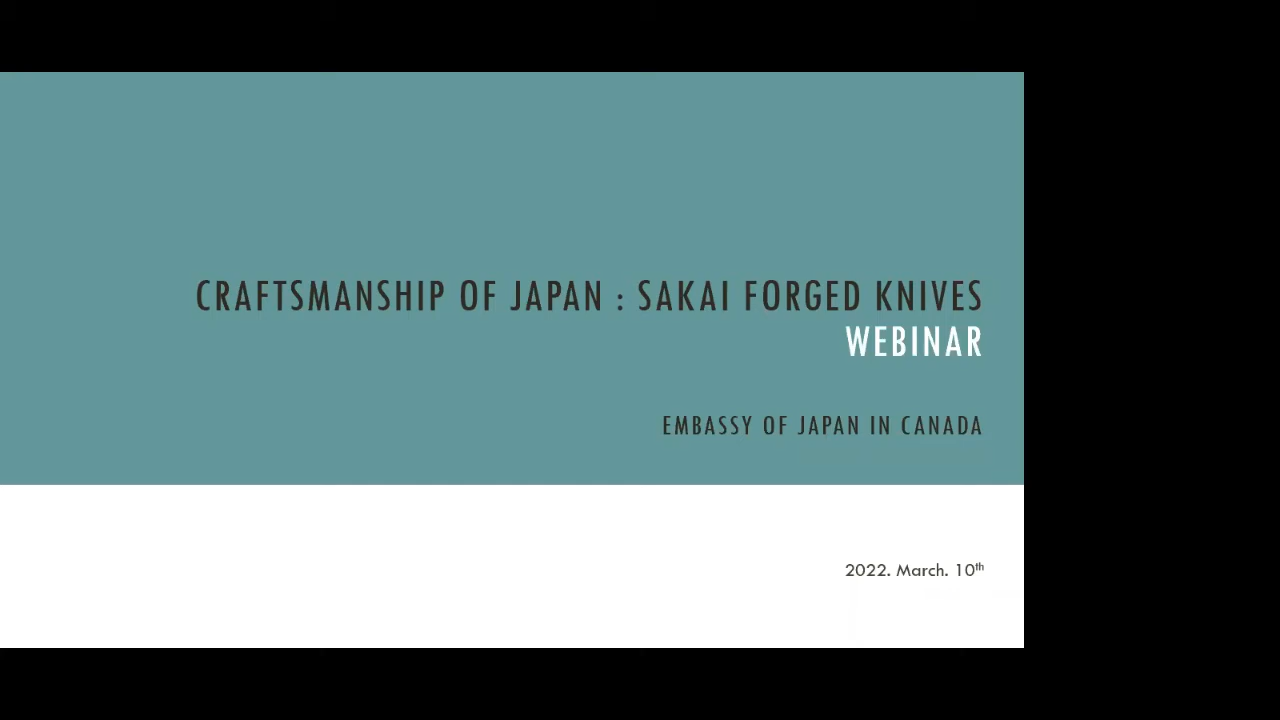 CRAFTSMANSHIP OF JAPAN : SAKAI FORGED KNIVES
WEBINAR
EMBASSY OF JAPAN IN CANADA
2022. March. 10th